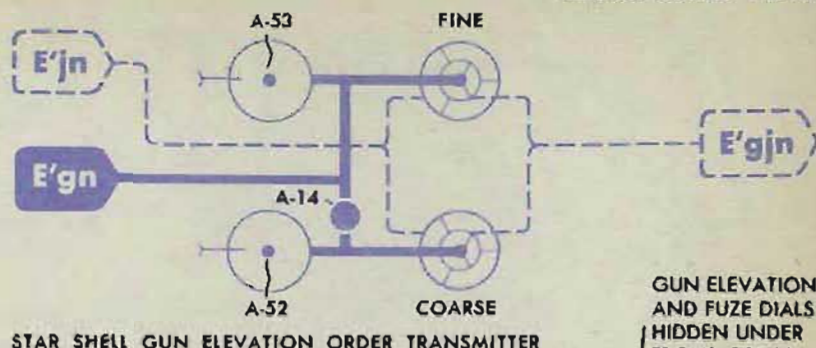 A-53 FINE
E'jn
E'gn
A-14
E'gjn
A-52 COARSE
STAR SHELL GUN ELEVATION ORDER TRANSMITTER
GUN ELEVATION
AND FUZE DIALS
HIDDEN UNDER